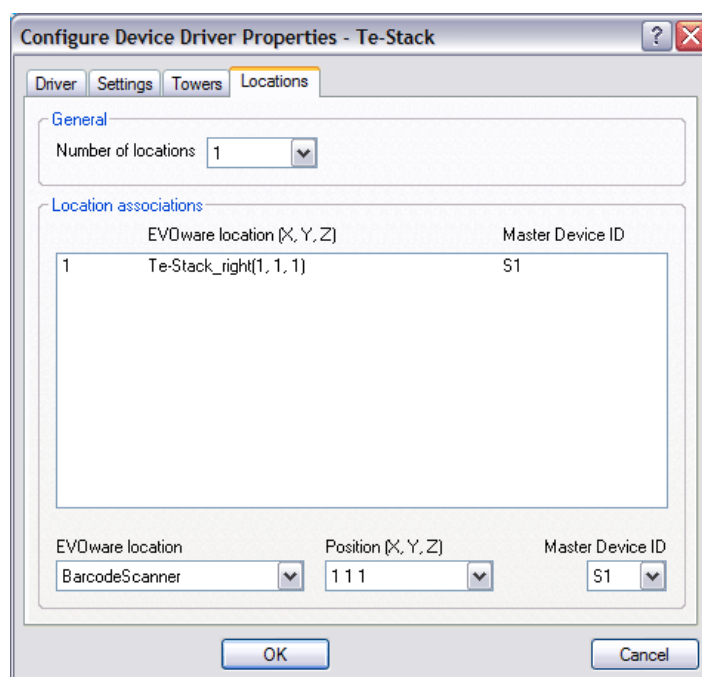 Configure Device Driver Properties - Te-Stack
Driver Settings Towers Locations
General
Number of locations 1
Location associations
EVOware location (X, Y, Z) Master Device ID
1 Te-Stack_right(1, 1, 1) S1
EVOware location Position (X, Y, Z) Master Device ID
BarcodeScanner 1 1 1 S1
OK Cancel